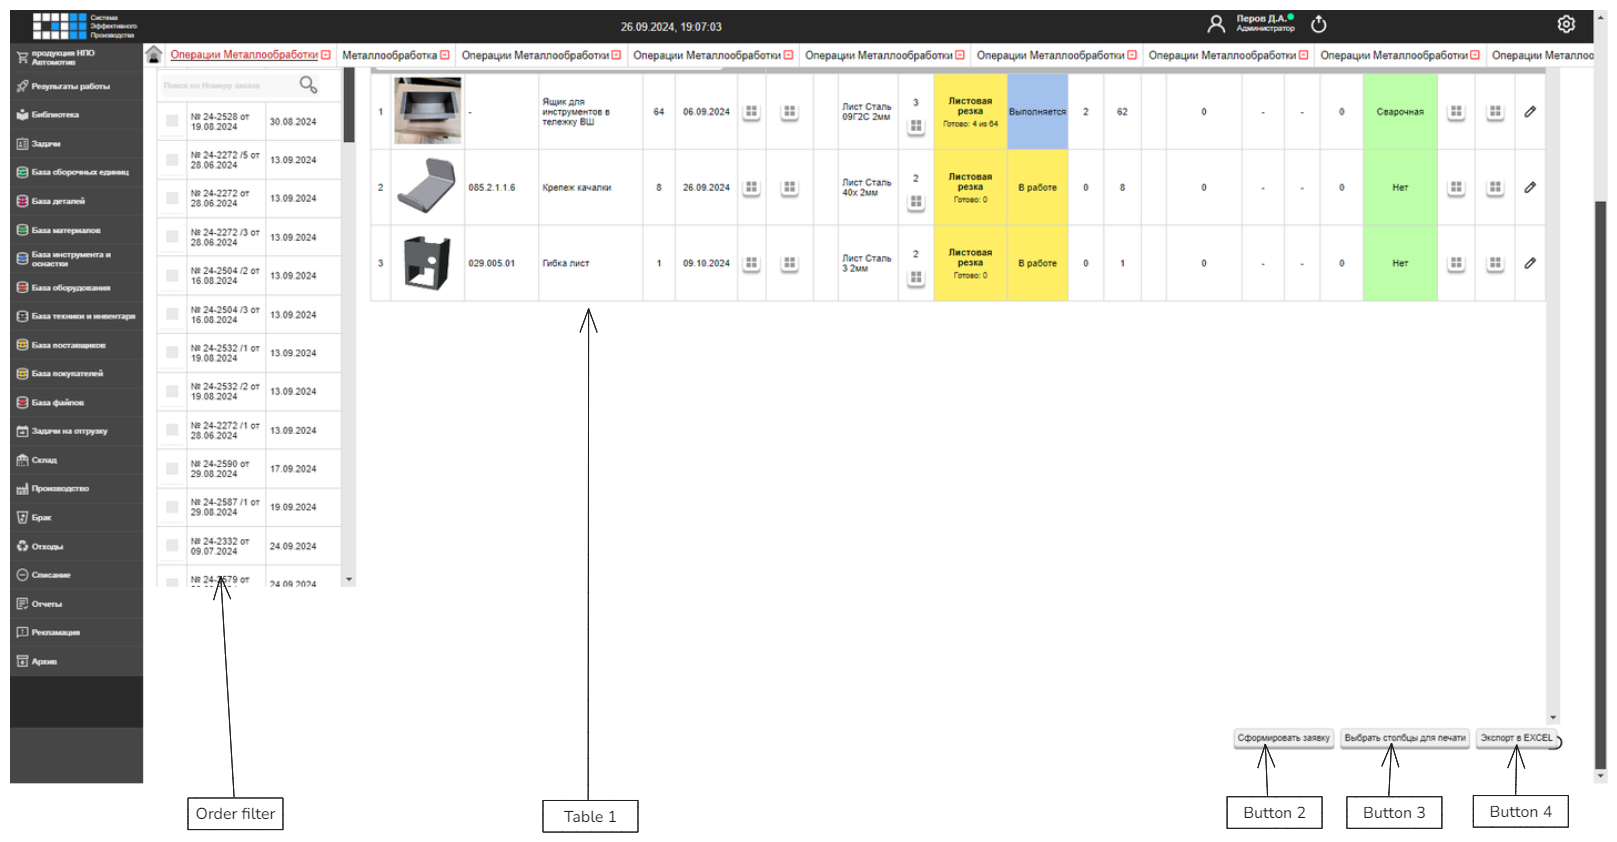 Система
Эффективного
Производства
26.09.2024, 19:07:03
Перов Д.А.
Администратор
продукция НПО
Автомотив
Результаты работы
Библиотека
Задачи
База сборочных единиц
База деталей
База материалов
База инструмента и
оснастки
База оборудования
База техники и инвентаря
База поставщиков
База покупателей
База файлов
Задачи на отгрузку
Склад
Производство
Брак
Отходы
Списание
Отчеты
Рекламация
Архив
Операции Металлообработки
Металлообработка
Операции Металлообработки
Операции Металлообработки
Операции Металлообработки
Операции Металлообработки
Операции Металлообработки
Операции Металлообработки
Операции Металлоо
Поиск по Номеру заказа
№ 24-2528 от
19.08.2024
30.08.2024
№ 24-2272 /5 от
28.06.2024
13.09.2024
№ 24-2272 от
28.06.2024
13.09.2024
№ 24-2272 /3 от
28.06.2024
13.09.2024
№ 24-2504 /2 от
16.08.2024
13.09.2024
№ 24-2504 /3 от
16.08.2024
13.09.2024
№ 24-2532 /1 от
19.08.2024
13.09.2024
№ 24-2532 /2 от
19.08.2024
13.09.2024
№ 24-2272 /1 от
28.06.2024
13.09.2024
№ 24-2590 от
29.08.2024
17.09.2024
№ 24-2587 /1 от
29.08.2024
19.09.2024
№ 24-2332 от
09.07.2024
24.09.2024
№ 24-2579 от
24.09.2024
1
-
Ящик для
инструментов в
тележку ВШ
64
06.09.2024
Лист Сталь
09Г2С 2мм
3
Листовая
резка
Готово: 4 из 64
Выполняется
2
62
0
-
-
0
Сварочная
2
085.2.1.1.6
Крепеж качалки
8
26.09.2024
Лист Сталь
40х 2мм
2
Листовая
резка
Готово: 0
В работе
0
8
0
-
-
0
Нет
3
029.005.01
Гибка лист
1
09.10.2024
Лист Сталь
3 2мм
2
Листовая
резка
Готово: 0
В работе
0
1
0
-
-
0
Нет
Сформировать заявку
Выбрать столбцы для печати
Экспорт в EXCEL
Order filter
Table 1
Button 2
Button 3
Button 4